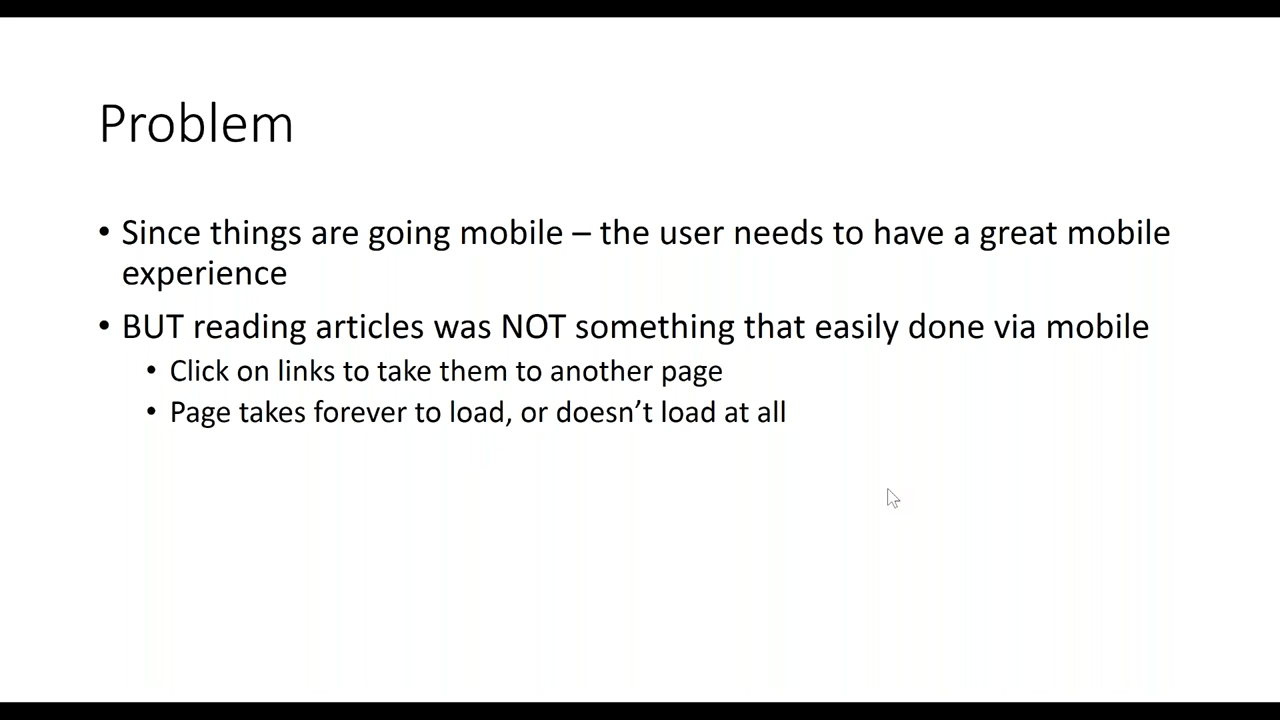 Problem
• Since things are going mobile – the user needs to have a great mobile
experience
• BUT reading articles was NOT something that easily done via mobile
• Click on links to take them to another page
• Page takes forever to load, or doesn’t load at all